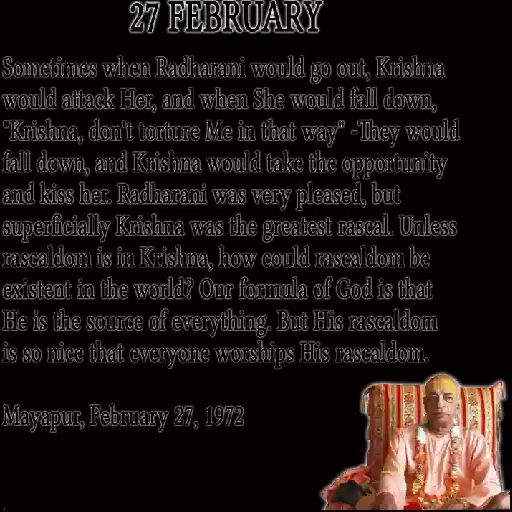 27 FEBRUARY
Sometimes when Radharani would go out, Krishna
would attack Her, and when She would fall down,
"Krishna, don't torture Me in that way" -They would
fall down, and Krishna would take the opportunity
and kiss her. Radharani was very pleased, but
superficially Krishna was the greatest rascal. Unless
rascaldom is in Krishna, how could rascaldom be
existent in the world? Our formula of God is that
He is the source of everything. But His rascaldom
is so nice that everyone worships His rascaldom.
Mayapur, February 27, 1972